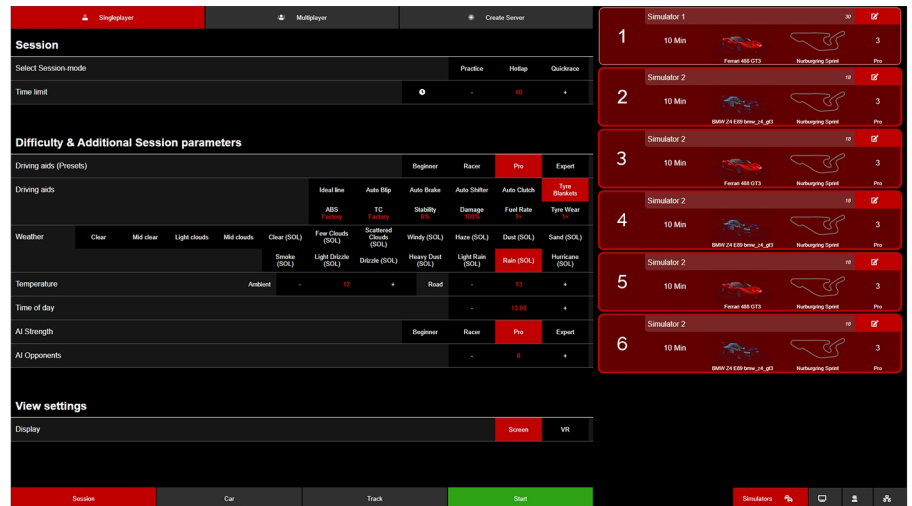 Singleplayer
Multiplayer
Create Server
Session
Select Session-mode
Practice Hotlap Quickrace
Time limit
- 10 +
Difficulty & Additional Session parameters
Driving aids (Presets)
Beginner Racer Pro Expert
Driving aids
Ideal line Auto Blip Auto Brake Auto Shifter Auto Clutch Tyre Blankets
ABS TC Stability Damage Fuel Rate Tyre Wear
Factory Factory 0% 100% 1× 1×
Weather
Clear Mid clear Light clouds Mid clouds Clear (SOL) Few Clouds (SOL) Scattered Clouds (SOL) Windy (SOL) Haze (SOL) Dust (SOL) Sand (SOL)
Smoke (SOL) Light Drizzle (SOL) Drizzle (SOL) Heavy Dust (SOL) Light Rain (SOL) Rain (SOL) Hurricane (SOL)
Temperature
Ambient - + Road - 13 +
Time of day
- +
AI Strength
Beginner Racer Pro Expert
AI Opponents
- +
View settings
Display
Screen VR
Session
Car
Track
Start
Simulator 1 30
1 10 Min 3
Ferrari 488 GT3 Nurburgring Sprint Pro
Simulator 2 18
2 10 Min 3
BMW Z4 E89 bmw_z4_gt3 Nurburgring Sprint Pro
Simulator 2 18
3 10 Min 3
Ferrari 488 GT3 Nurburgring Sprint Pro
Simulator 2 18
4 10 Min 3
BMW Z4 E89 bmw_z4_gt3 Nurburgring Sprint Pro
Simulator 2 18
5 10 Min 3
Ferrari 488 GT3 Nurburgring Sprint Pro
Simulator 2 18
6 10 Min 3
BMW Z4 E89 bmw_z4_gt3 Nurburgring Sprint Pro
Simulators